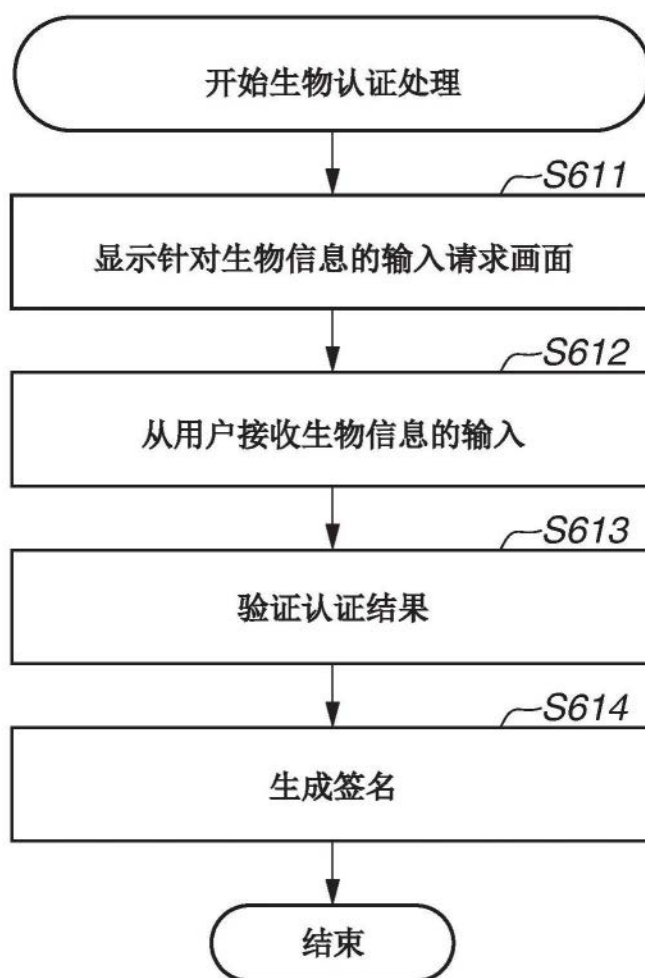 开始生物认证处理
S611
显示针对生物信息的输入请求画面
S612
从用户接收生物信息的输入
S613
验证认证结果
S614
生成签名
结束